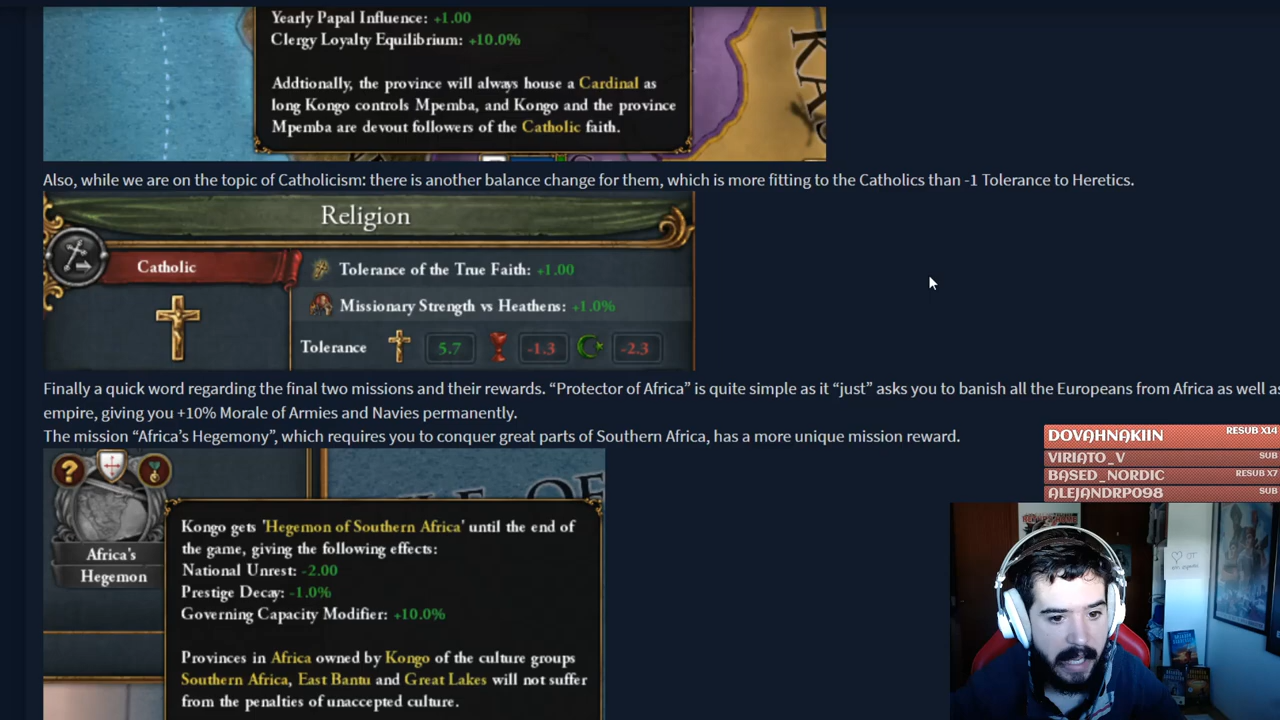 Yearly Papal Influence: +1.00
Clergy Loyalty Equilibrium: +10.0%
Addtionally, the province will always house a Cardinal as
long Kongo controls Mpemba, and Kongo and the province
Mpemba are devout followers of the Catholic faith.
Also, while we are on the topic of Catholicism: there is another balance change for them, which is more fitting to the Catholics than -1 Tolerance to Heretics.
Religion
Catholic
Tolerance of the True Faith: +1.00
Missionary Strength vs Heathens: +1.0%
Tolerance 5.7 -1.3 -2.3
Finally a quick word regarding the final two missions and their rewards. “Protector of Africa” is quite simple as it “just” asks you to banish all the Europeans from Africa as well as
empire, giving you +10% Morale of Armies and Navies permanently.
The mission “Africa’s Hegemony”, which requires you to conquer great parts of Southern Africa, has a more unique mission reward.
DOVAHNAKIIN RESUB X14
VIRIATO_V SUB
BASED_NORDIC RESUB X7
ALEJANDRP098 SUB
Africa's
Hegemon
Kongo gets 'Hegemon of Southern Africa' until the end of
the game, giving the following effects:
National Unrest: -2.00
Prestige Decay: -1.0%
Governing Capacity Modifier: +10.0%
Provinces in Africa owned by Kongo of the culture groups
Southern Africa, East Bantu and Great Lakes will not suffer
from the penalties of unaccepted culture.